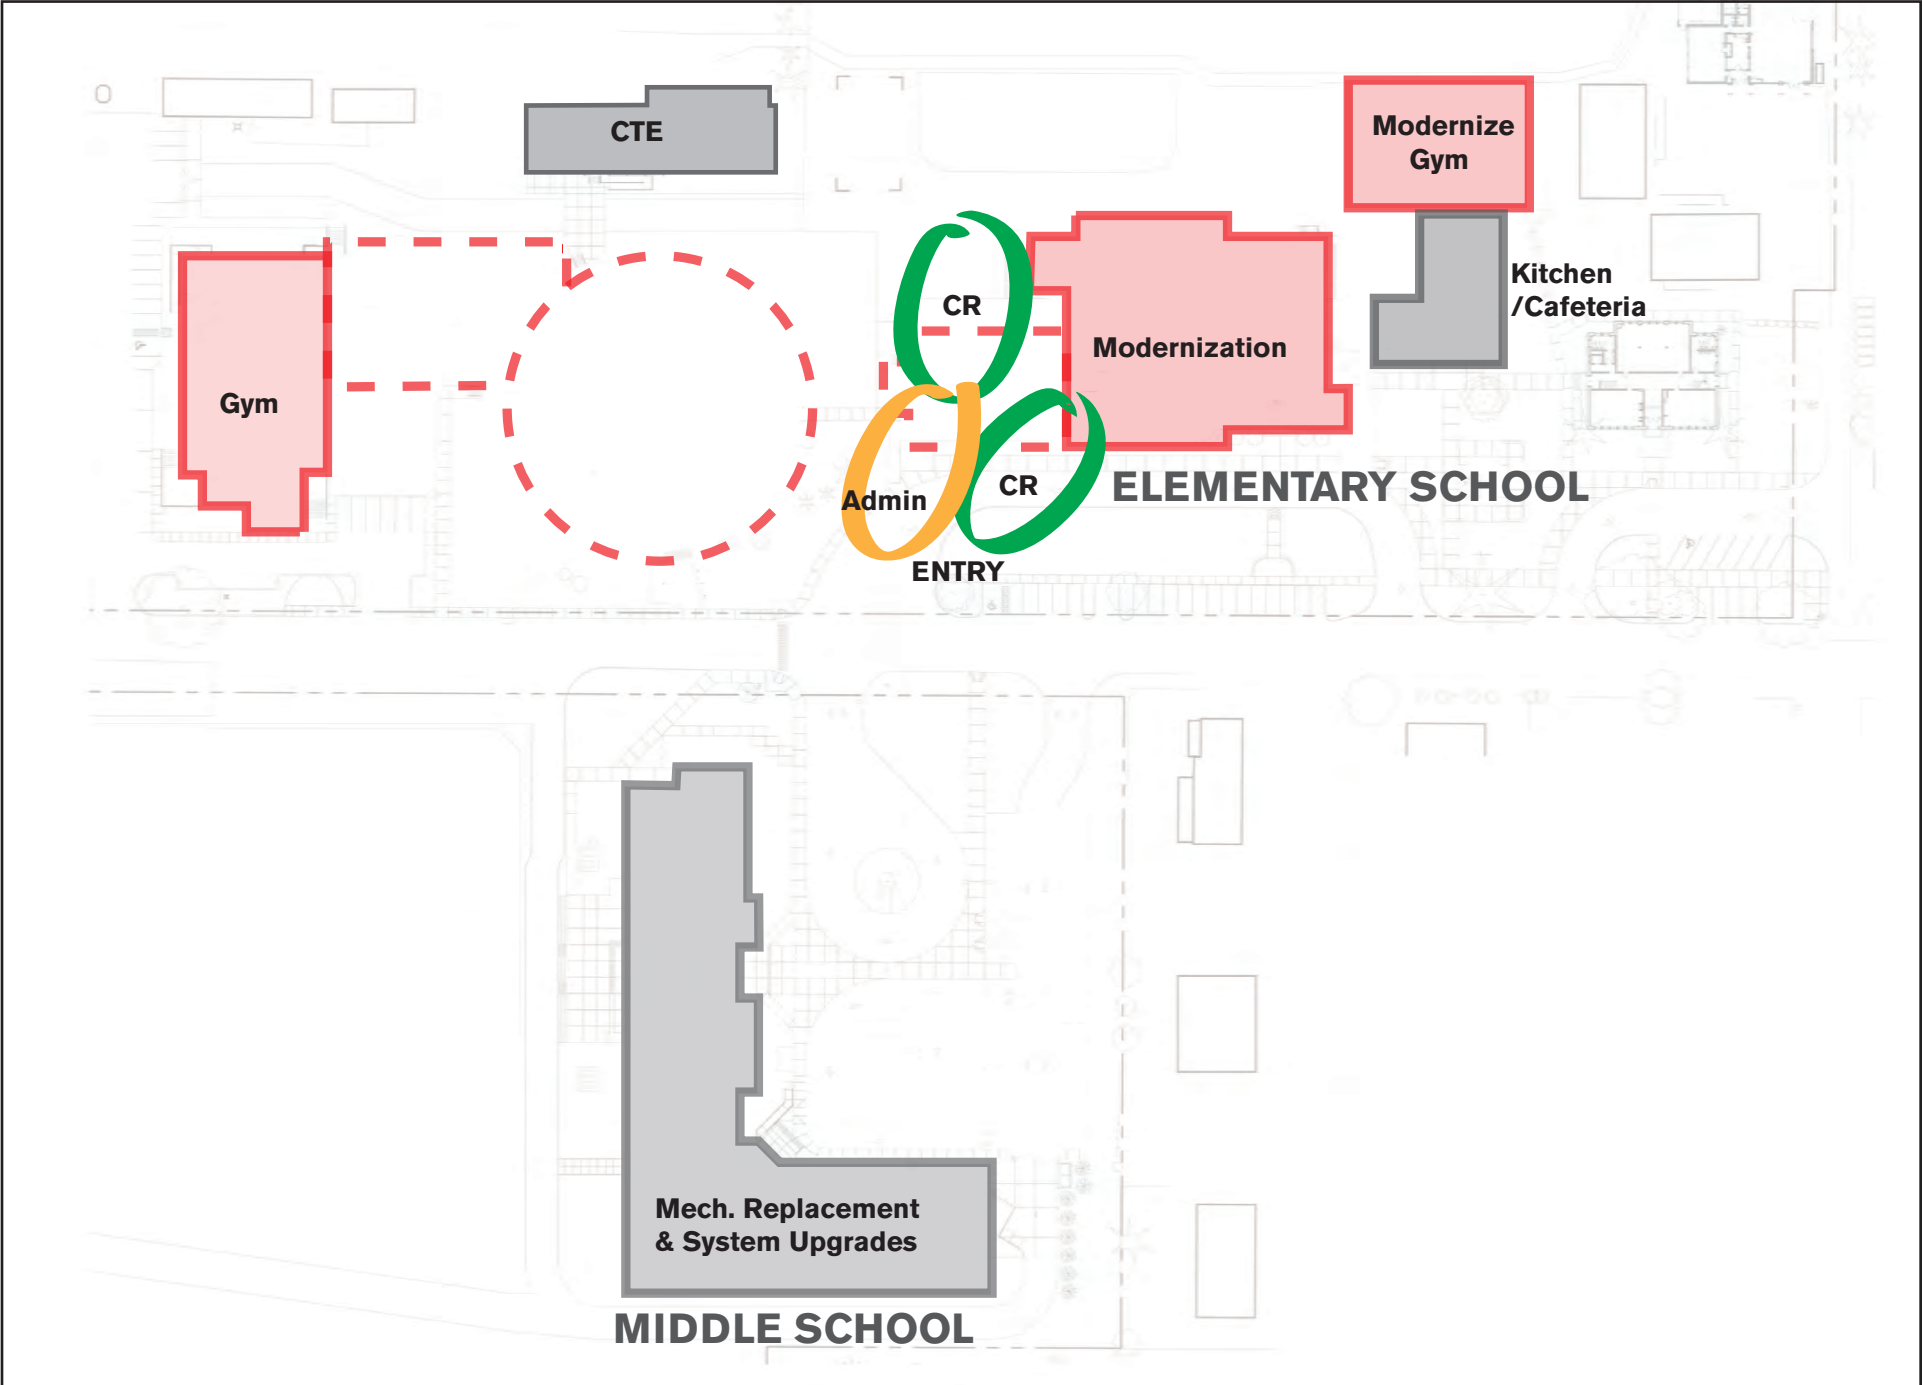 CTE
Modernize
Gym
Kitchen
/Cafeteria
CR
Modernization
Gym
Admin
CR
ELEMENTARY SCHOOL
ENTRY
Mech. Replacement
& System Upgrades
MIDDLE SCHOOL